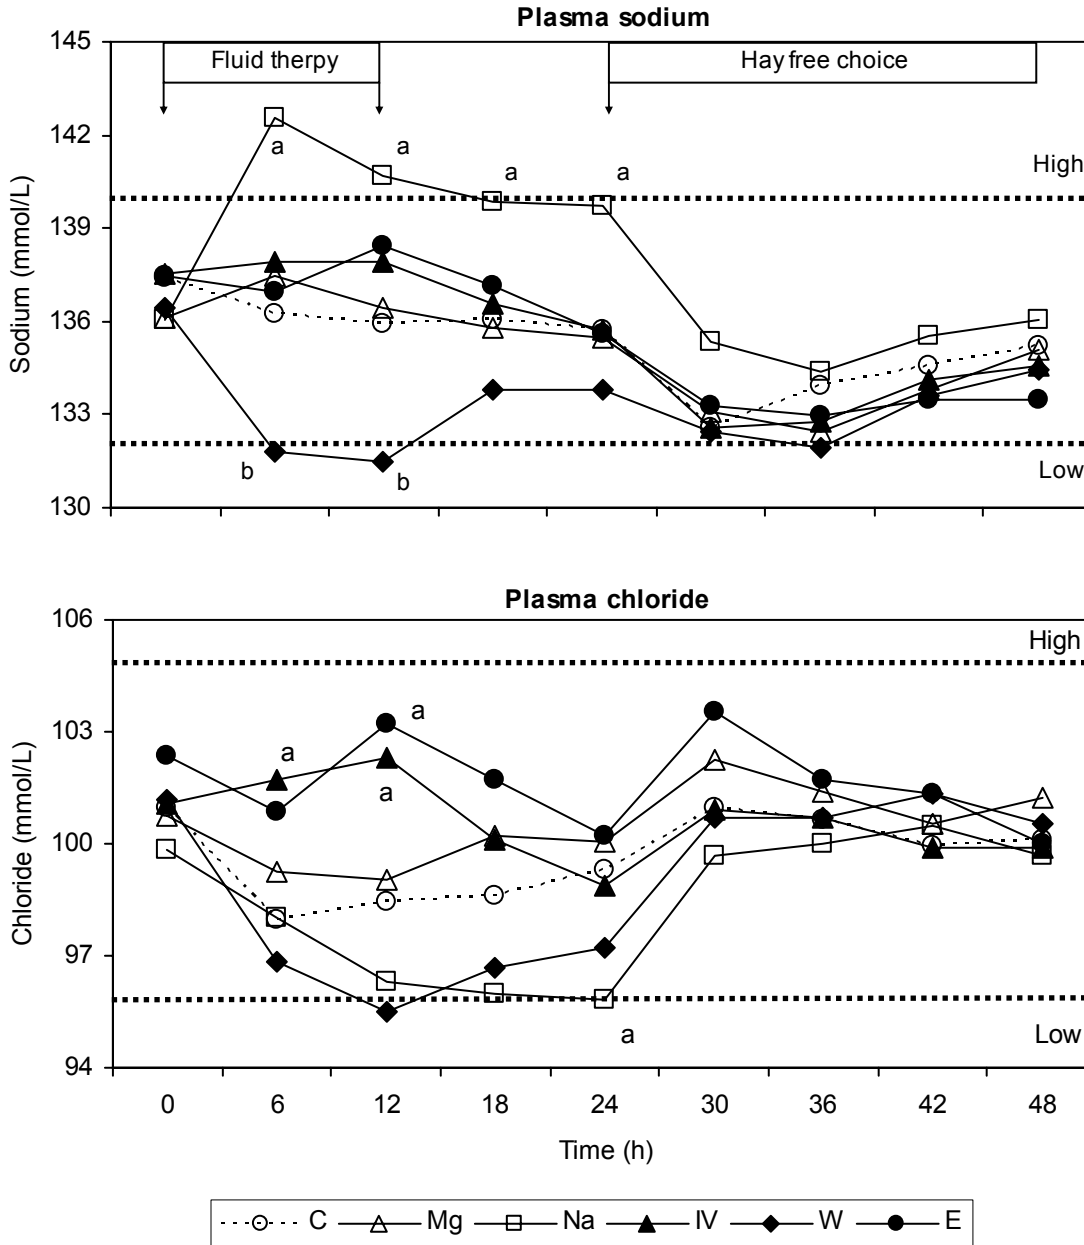 Plasma sodium
145
142
139
136
133
130
Sodium (mmol/L)
Fluid therpy
Hay free choice
High
Low
a
a
a
a
b
b
Plasma chloride
106
103
100
97
94
Chloride (mmol/L)
High
Low
a
a
a
a
0 6 12 18 24 30 36 42 48
Time (h)
C Mg Na IV W E